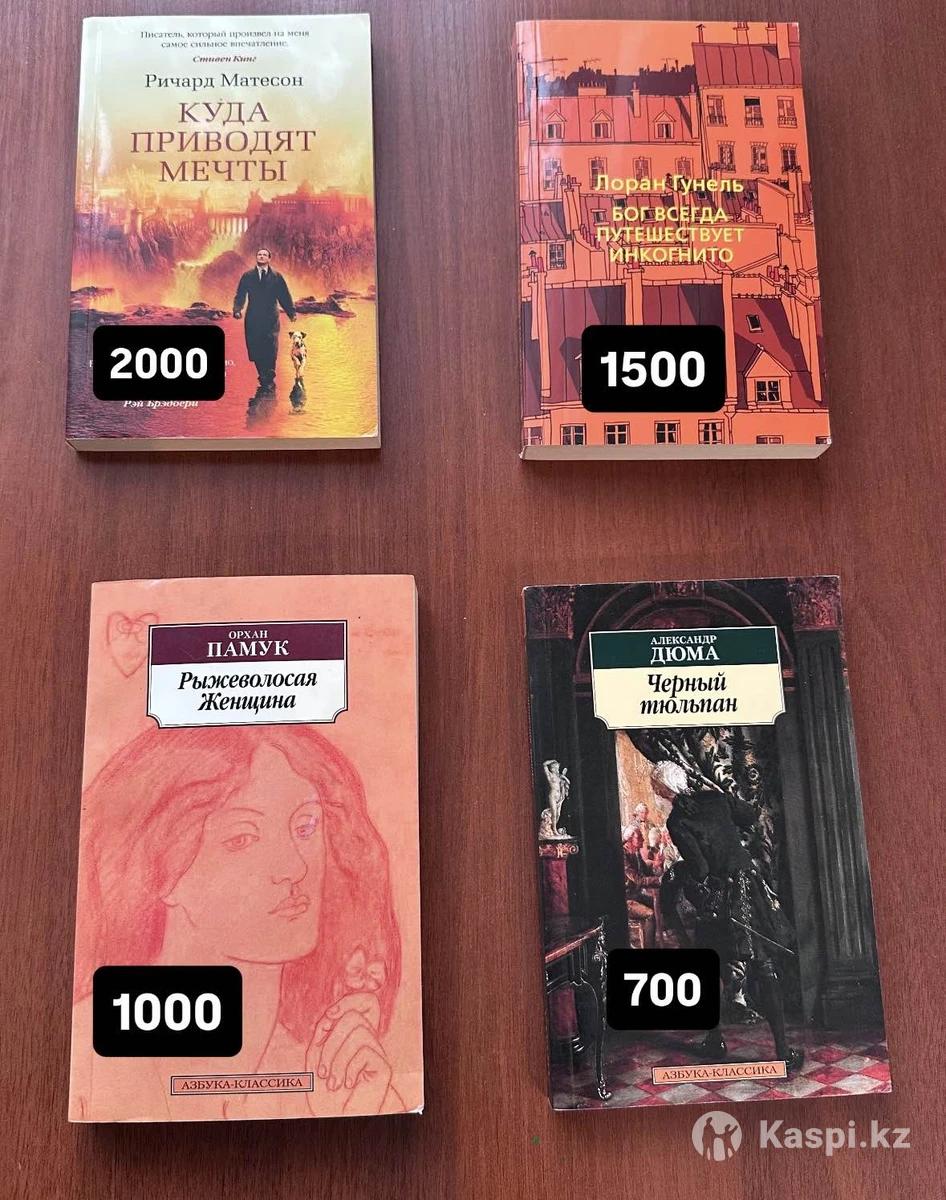 Писатель, который произвел на меня
самое сильное впечатление.
Стивен Кинг
Ричард Матесон
КУДА
ПРИВОДЯТ
МЕЧТЫ
2000
Рэй Брэдбери
Лоран Гунель
БОГ ВСЕГДА
ПУТЕШЕСТВУЕТ
ИНКОГНИТО
1500
ОРХАН
ПАМУК
Рыжеволосая
Женщина
1000
АЗБУКА-КЛАССИКА
АЛЕКСАНДР
ДЮМА
Черный
тюльпан
700
АЗБУКА-КЛАССИКА
Kaspi.kz